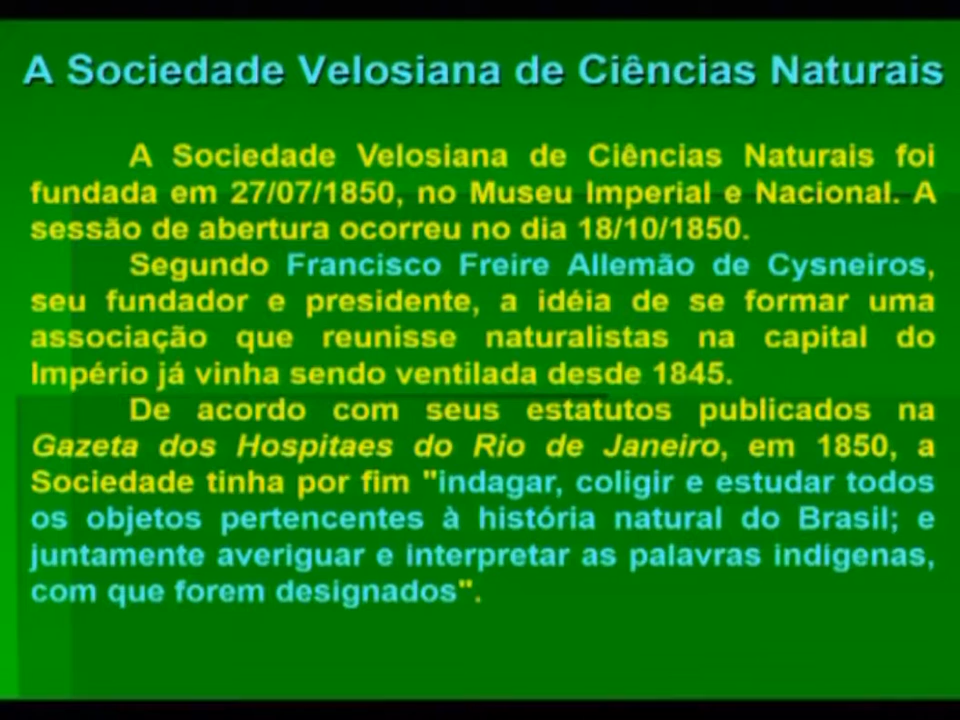 A Sociedade Velosiana de Ciências Naturais
A Sociedade Velosiana de Ciências Naturais foi
fundada em 27/07/1850, no Museu Imperial e Nacional. A
sessão de abertura ocorreu no dia 18/10/1850.
Segundo Francisco Freire Allemão de Cysneiros,
seu fundador e presidente, a idéia de se formar uma
associação que reunisse naturalistas na capital do
Império já vinha sendo ventilada desde 1845.
De acordo com seus estatutos publicados na
Gazeta dos Hospitaes do Rio de Janeiro, em 1850, a
Sociedade tinha por fim "indagar, coligir e estudar todos
os objetos pertencentes à história natural do Brasil; e
juntamente averiguar e interpretar as palavras indígenas,
com que forem designados".